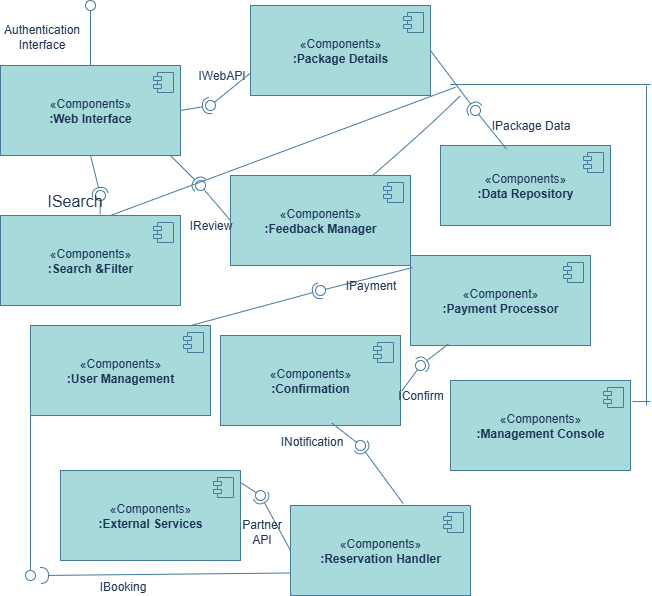 Authentication
Interface
«Components»
:Package Details
IWebAPI
«Components»
:Web Interface
IPackage Data
«Components»
:Data Repository
ISearch
IReview
«Components»
:Feedback Manager
«Components»
:Search &Filter
IPayment
«Component»
:Payment Processor
«Components»
:User Management
«Components»
:Confirmation
IConfirm
«Components»
:Management Console
INotification
«Components»
:External Services
Partner
API
«Components»
:Reservation Handler
IBooking